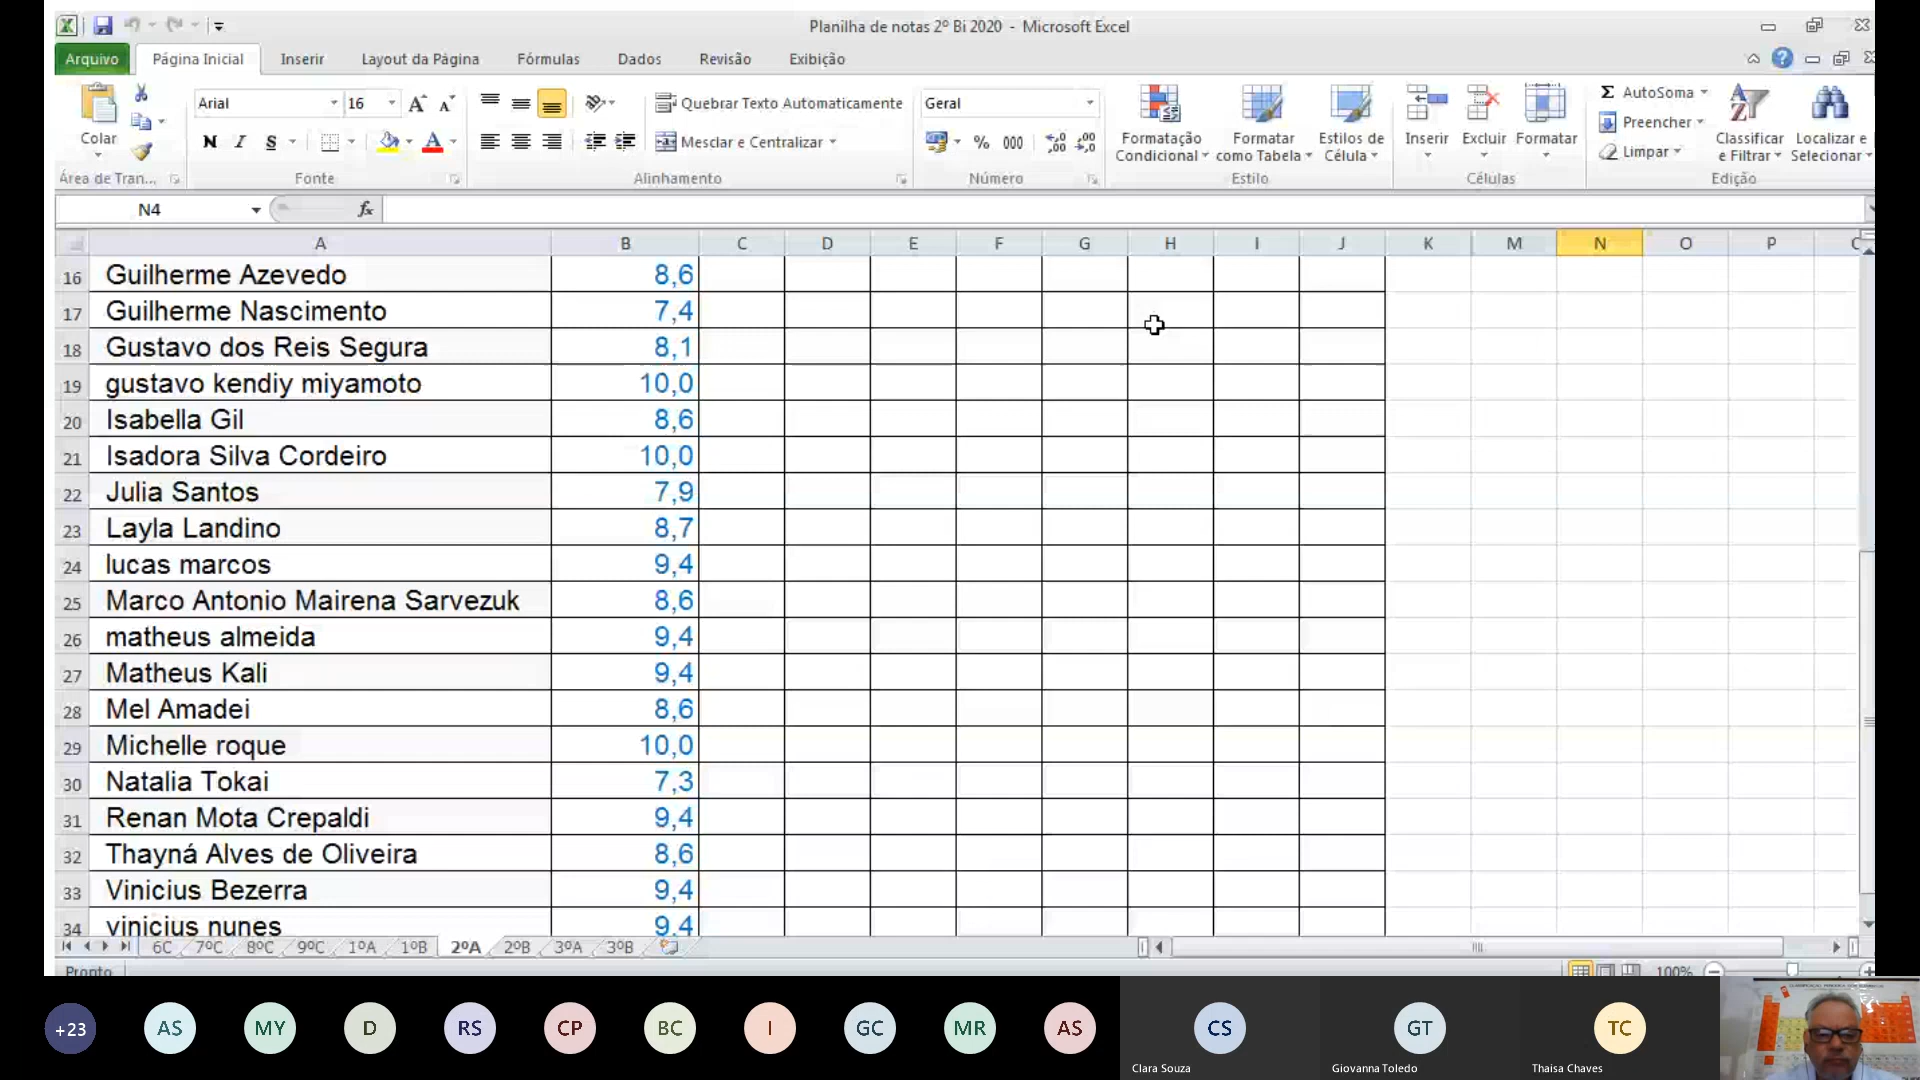 Planilha de notas 2º Bi 2020 - Microsoft Excel
Arquivo Página Inicial Inserir Layout da Página Fórmulas Dados Revisão Exibição
Colar Arial 16 Quebrar Texto Automaticamente Geral
N I S Mesclar e Centralizar % 000
Formatação Condicional
Formatar como Tabela
Estilos de Célula
Inserir Excluir Formatar
Σ AutoSoma
Preencher
Limpar
Classificar e Filtrar
Localizar e Selecionar
Área de Tran... Fonte Alinhamento Número Estilo Células Edição
N4 fx
A B C D E F G H I J K M N O P
16 Guilherme Azevedo 8,6
17 Guilherme Nascimento 7,4
18 Gustavo dos Reis Segura 8,1
19 gustavo kendiy miyamoto 10,0
20 Isabella Gil 8,6
21 Isadora Silva Cordeiro 10,0
22 Julia Santos 7,9
23 Layla Landino 8,7
24 lucas marcos 9,4
25 Marco Antonio Mairena Sarvezuk 8,6
26 matheus almeida 9,4
27 Matheus Kali 9,4
28 Mel Amadei 8,6
29 Michelle roque 10,0
30 Natalia Tokai 7,3
31 Renan Mota Crepaldi 9,4
32 Thayná Alves de Oliveira 8,6
33 Vinicius Bezerra 9,4
34 vinicius nunes 9,4
6C 7ºC 8ºC 9ºC 1ºA 1ºB 2ºA 2ºB 3ºA 3ºB
Pronto 100%
+23 AS MY D RS CP BC I GC MR AS CS GT TC
Clara Souza Giovanna Toledo Thaisa Chaves